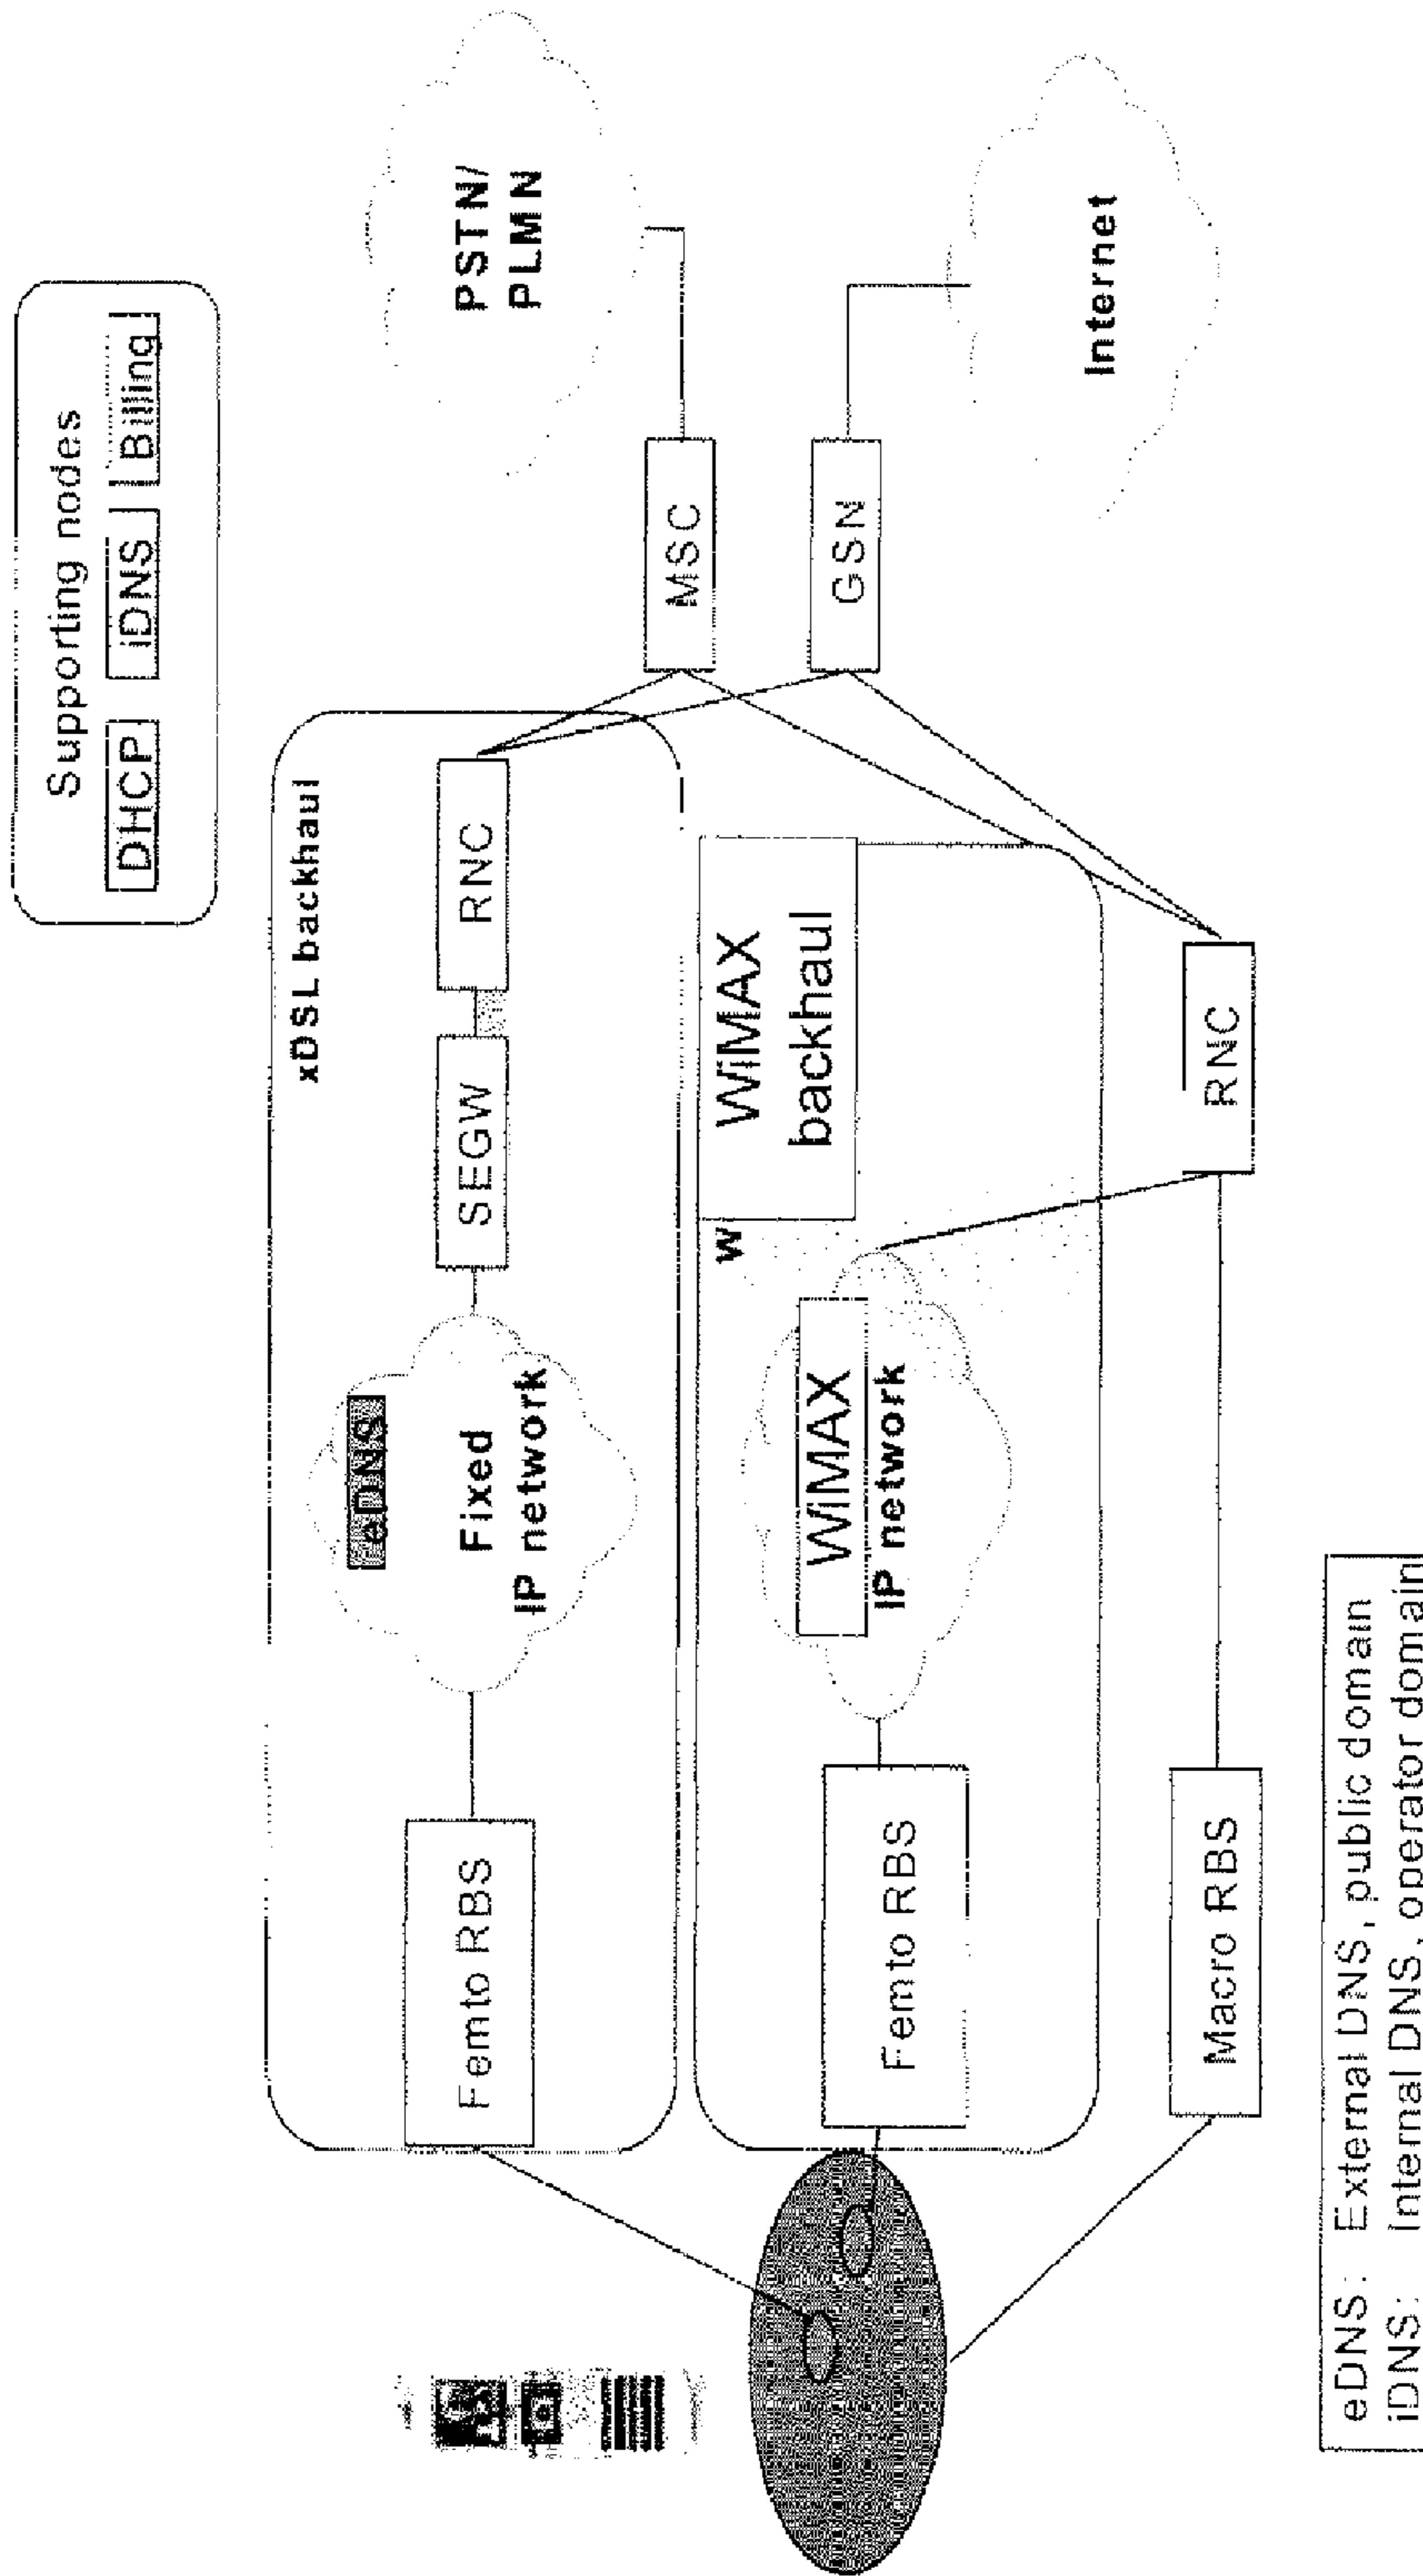 Supporting nodes
DHCP
iDNS
Billing
xDSL backhaul
eDNS
Fixed
IP network
Femto RBS
SEGW
RNC
PSTN/
PLMN
MSC
GSN
Internet
W
WiMAX
backhaul
WiMAX
IP network
Femto RBS
RNC
Macro RBS
eDNS: External DNS, public domain
iDNS: Internal DNS, operator domain